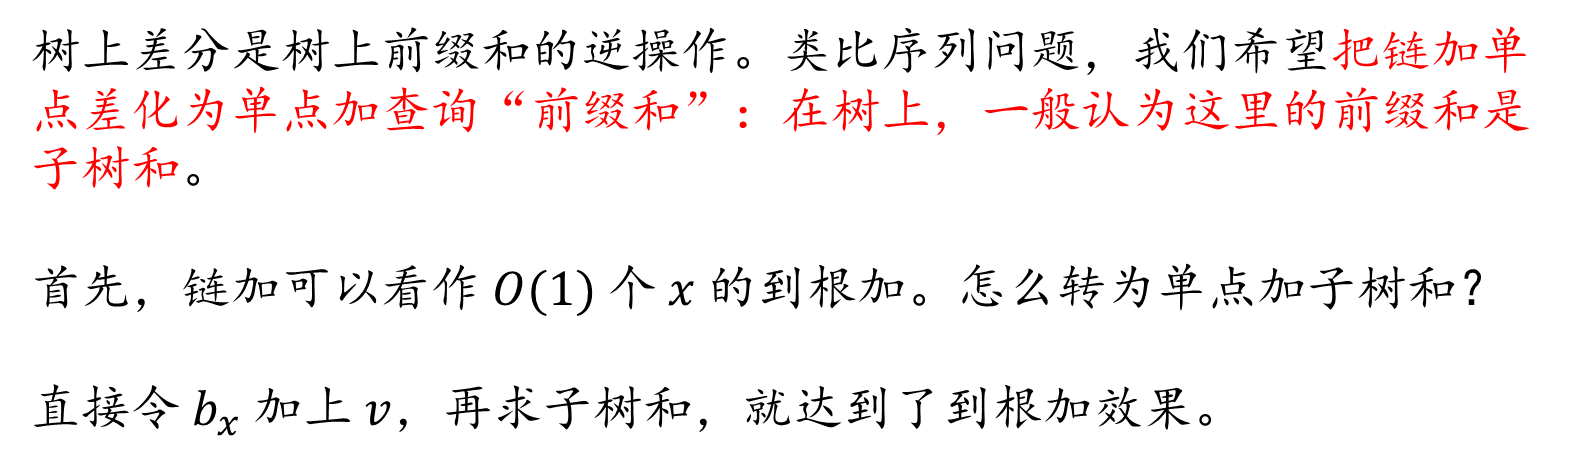 树上差分是树上前缀和的逆操作。类比序列问题，我们希望把链加单
点差化为单点加查询“前缀和”：在树上，一般认为这里的前缀和是
子树和。
首先，链加可以看作 O(1) 个 x 的到根加。怎么转为单点加子树和？
直接令 b_x 加上 v，再求子树和，就达到了到根加效果。